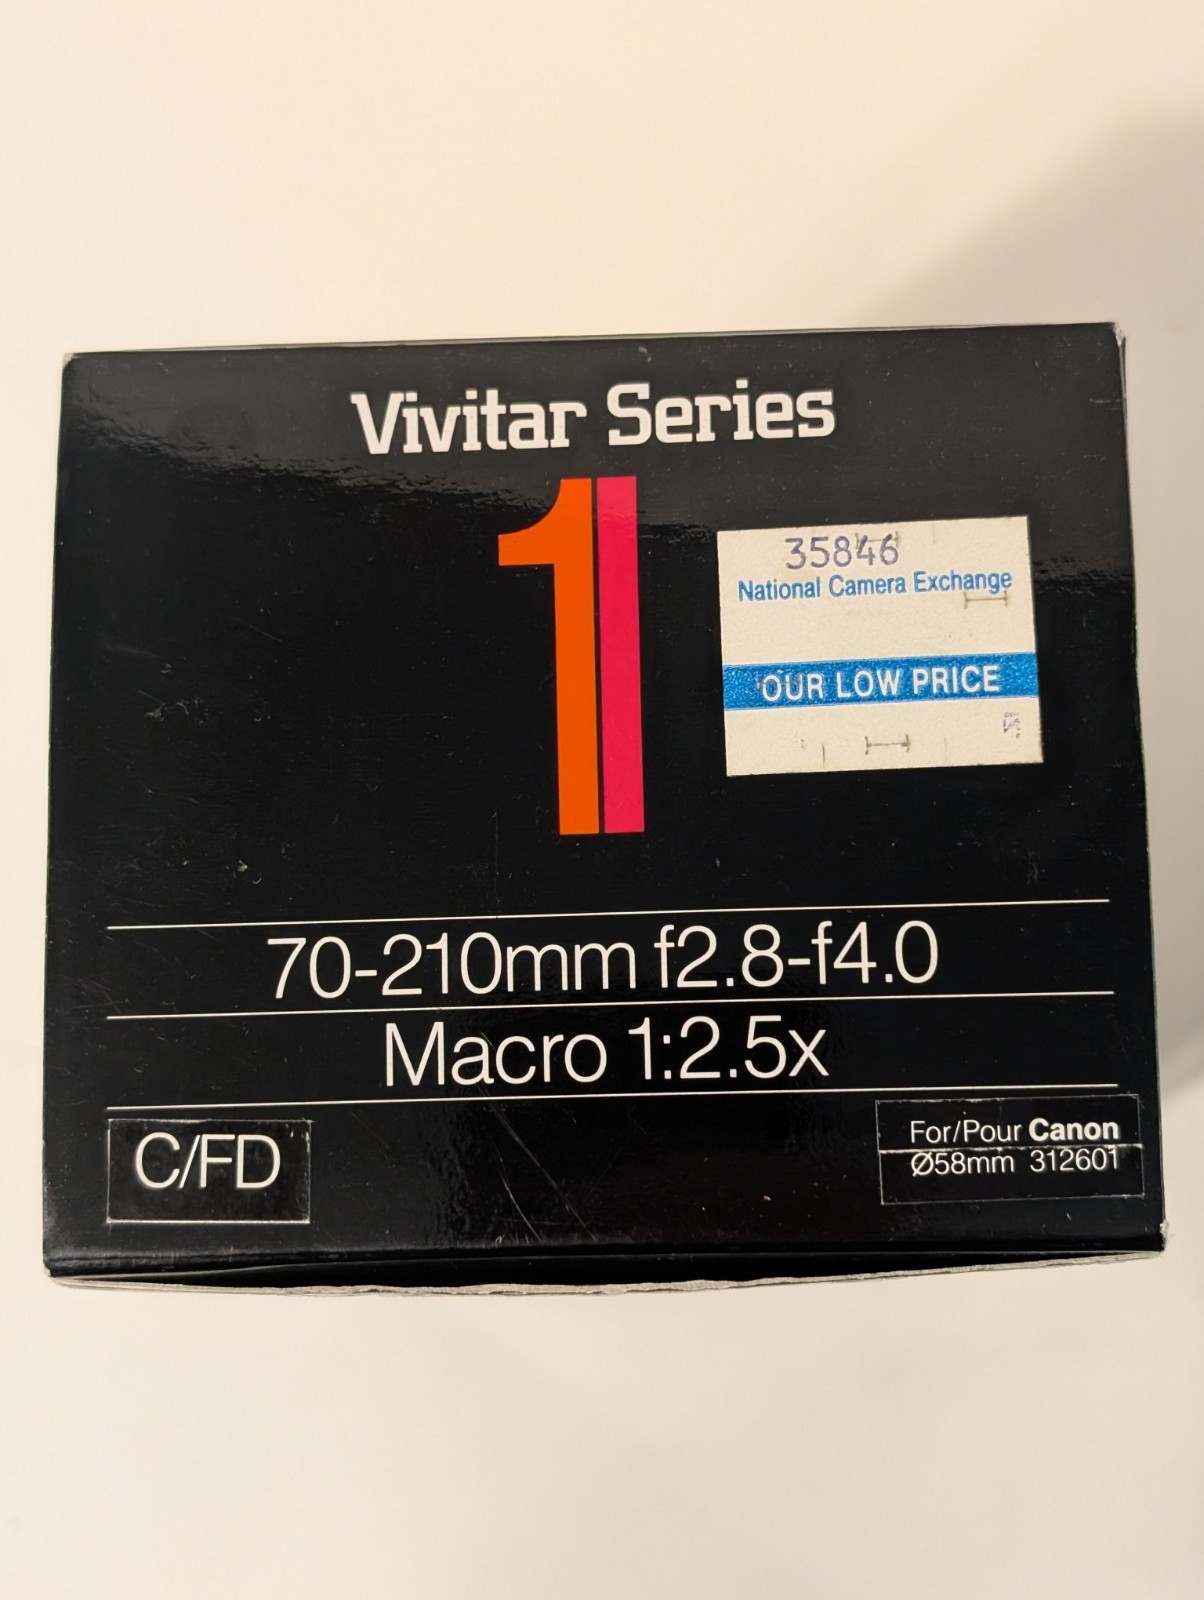 Vivitar Series
1
35846
National Camera Exchange
OUR LOW PRICE
70-210mm f2.8-f4.0
Macro 1:2.5x
C/FD
For/Pour Canon
Ø58mm 312601